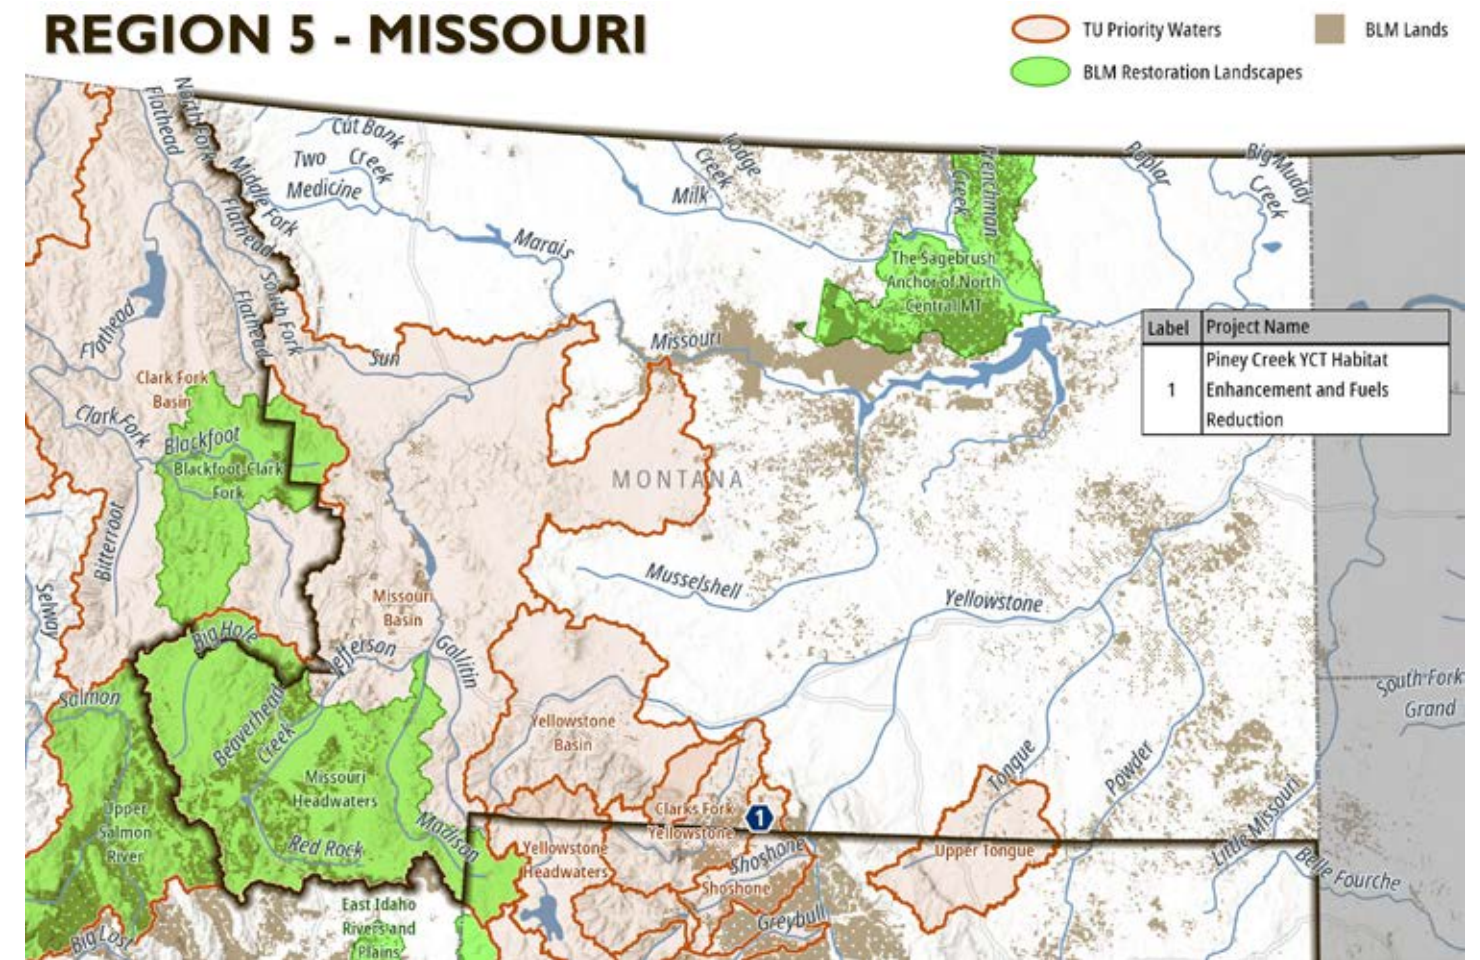 REGION 5 - MISSOURI
TU Priority Waters
BLM Lands
BLM Restoration Landscapes
North Fork
Flathead
Cut Bank
Creek
Two
Medicine
Middle Fork
Flathead
Lodge
Creek
Milk
Frenchman
Creek
Poplar
Big Muddy
Creek
Marais
South Fork
Flathead
The Sagebrush
Anchor of North
Central MT
Flathead
Sun
Missouri
Label
Project Name
1
Piney Creek YCT Habitat
Enhancement and Fuels
Reduction
Clark Fork
Basin
Clark Fork
Blackfoot
Blackfoot-Clark
Fork
MONTANA
Bitterroot
Selway
Missouri
Basin
Musselshell
Yellowstone
Big Hole
Jefferson
Gallitin
Salmon
Beaverhead
Creek
Yellowstone
Basin
South Fork
Grand
Missouri
Headwaters
Upper
Salmon
River
Red Rock
Madison
Clarks Fork
Yellowstone
1
Tongue
Powder
Little Missouri
Yellowstone
Headwaters
Shoshone
Shoshone
Upper Tongue
Belle Fourche
Greybull
East Idaho
Rivers and
Plains
Big Lost